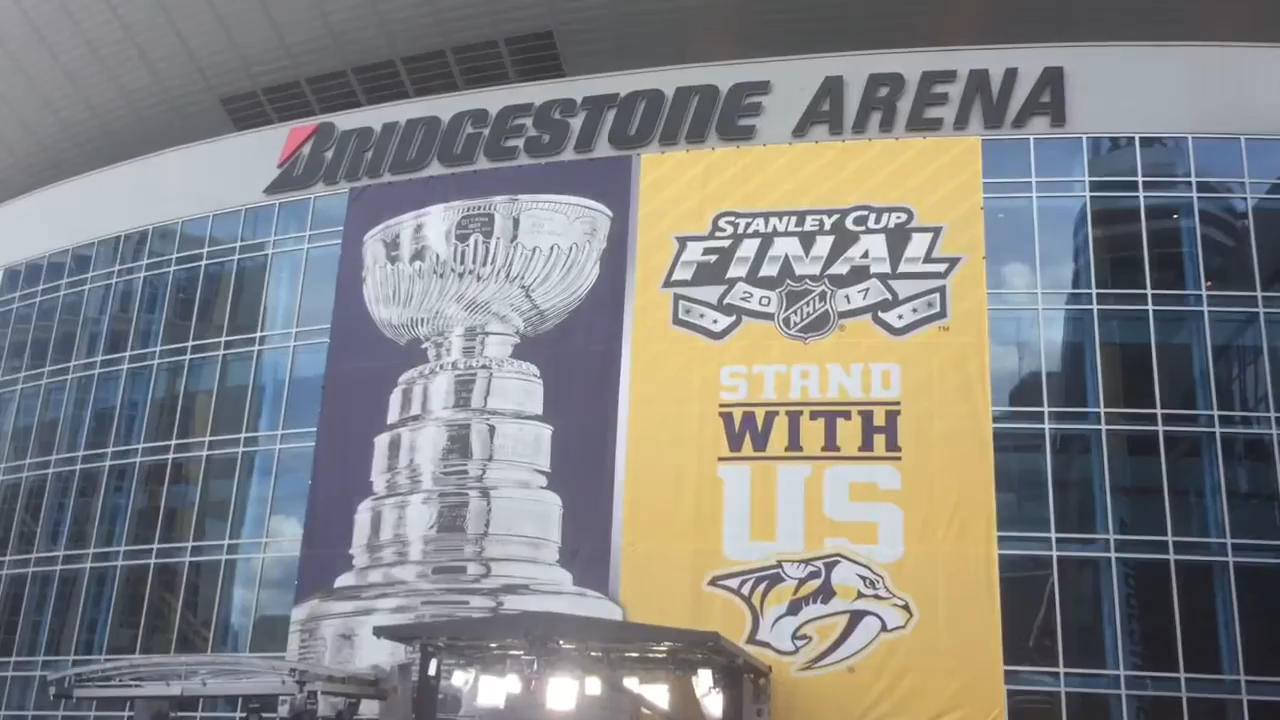 BRIDGESTONE ARENA
STANLEY CUP
FINAL
20 NHL 17
STAND
WITH
US